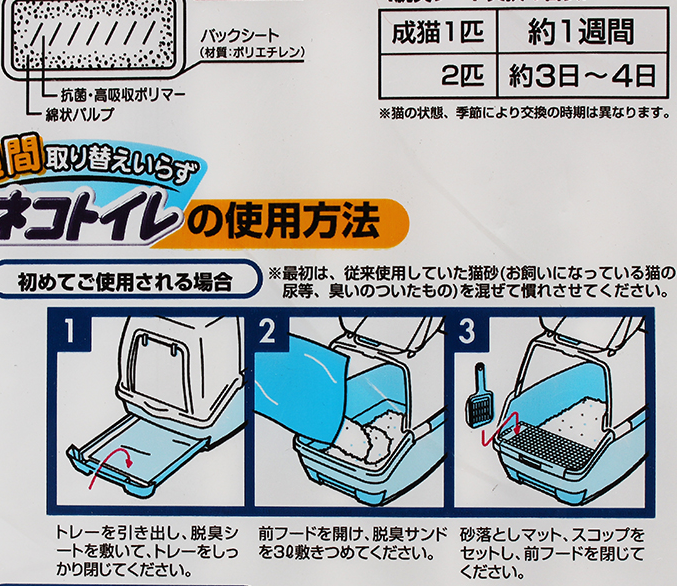 バックシート
(材質:ポリエチレン)
抗菌・高吸収ポリマー
綿状パルプ
成猫1匹 約1週間
2匹 約3日〜4日
※猫の状態、季節により交換の時期は異なります。
間取り替えいらず
ネコトイレの使用方法
初めてご使用される場合
※最初は、従来使用していた猫砂(お飼いになっている猫の
尿等、臭いのついたもの)を混ぜて慣れさせてください。
1
2
3
トレーを引き出し、脱臭シ
ートを敷いて、トレーをしっ
かり閉じてください。
前フードを開け、脱臭サンド
を3ℓ敷きつめてください。
砂落としマット、スコップを
セットし、前フードを閉じて
ください。